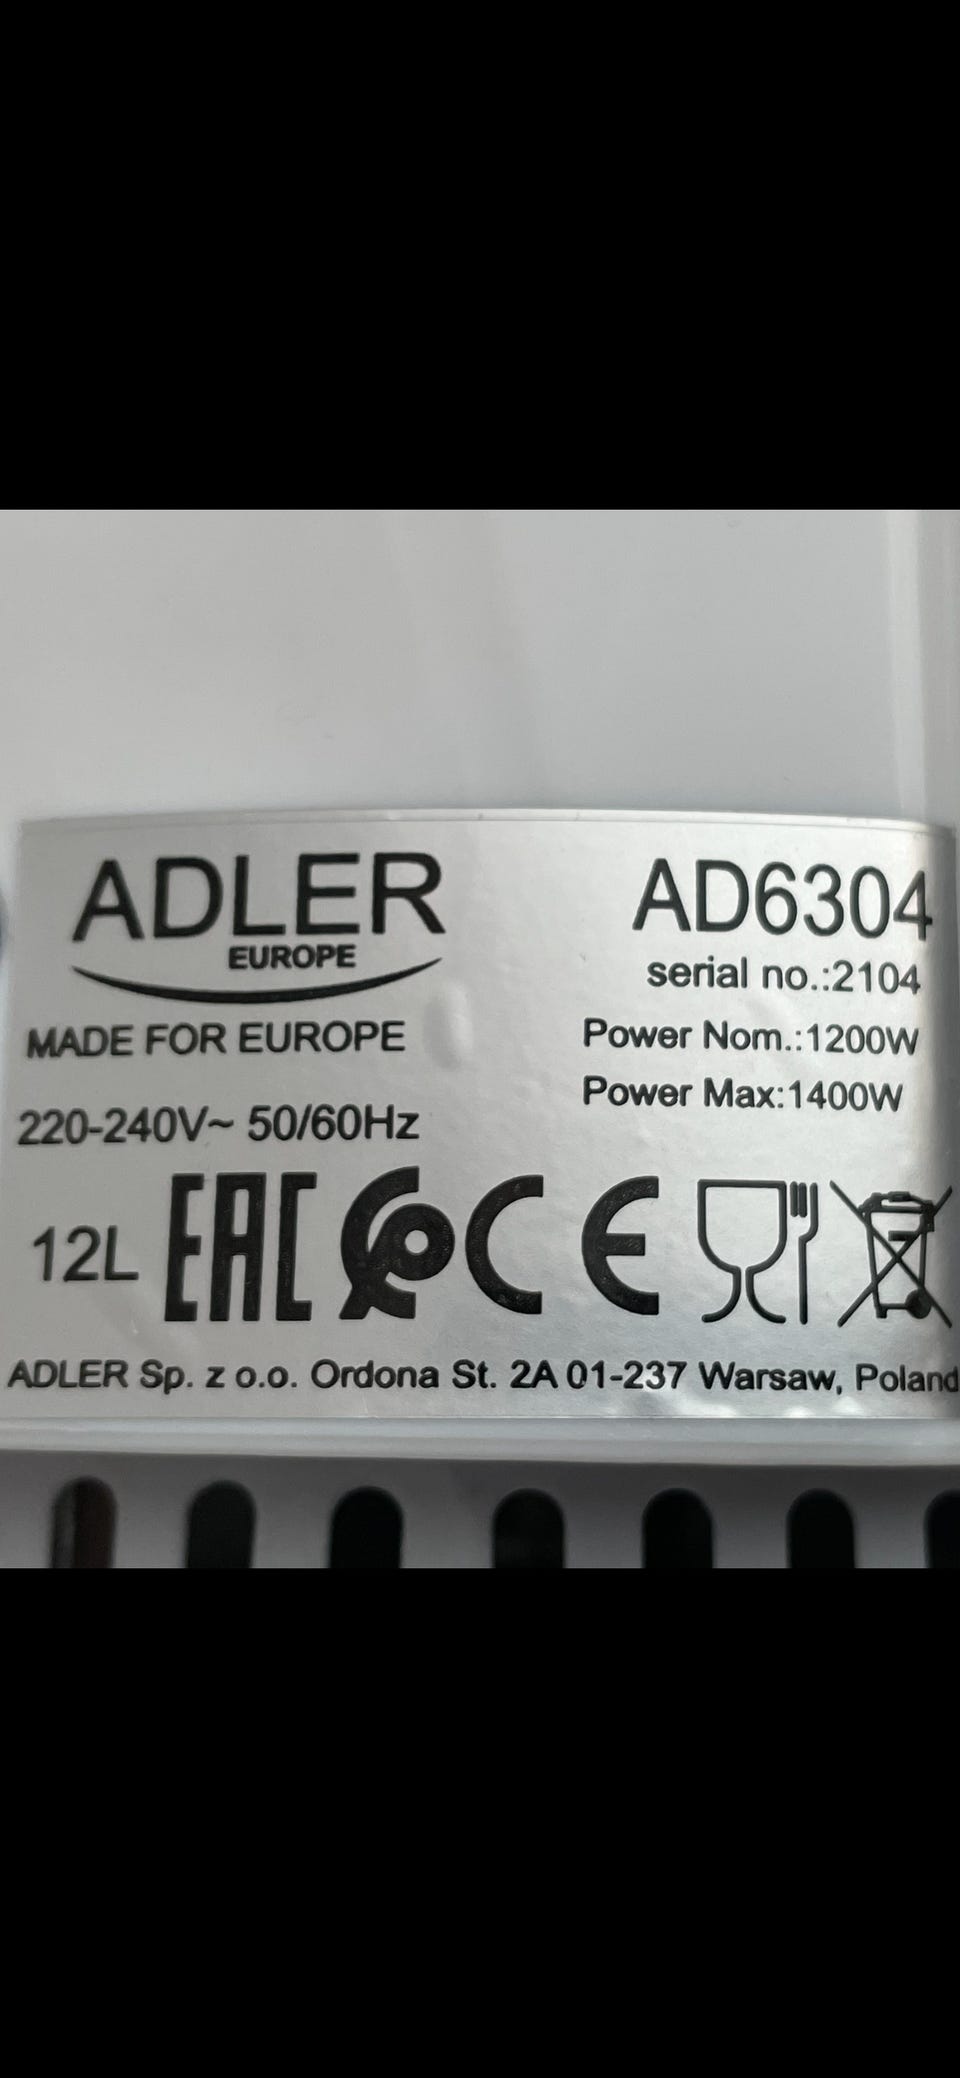 ADLER
EUROPE
MADE FOR EUROPE
220-240V~ 50/60Hz
AD6304
serial no.:2104
Power Nom.:1200W
Power Max:1400W
12L EAC CE
ADLER Sp. z o.o. Ordona St. 2A 01-237 Warsaw, Poland